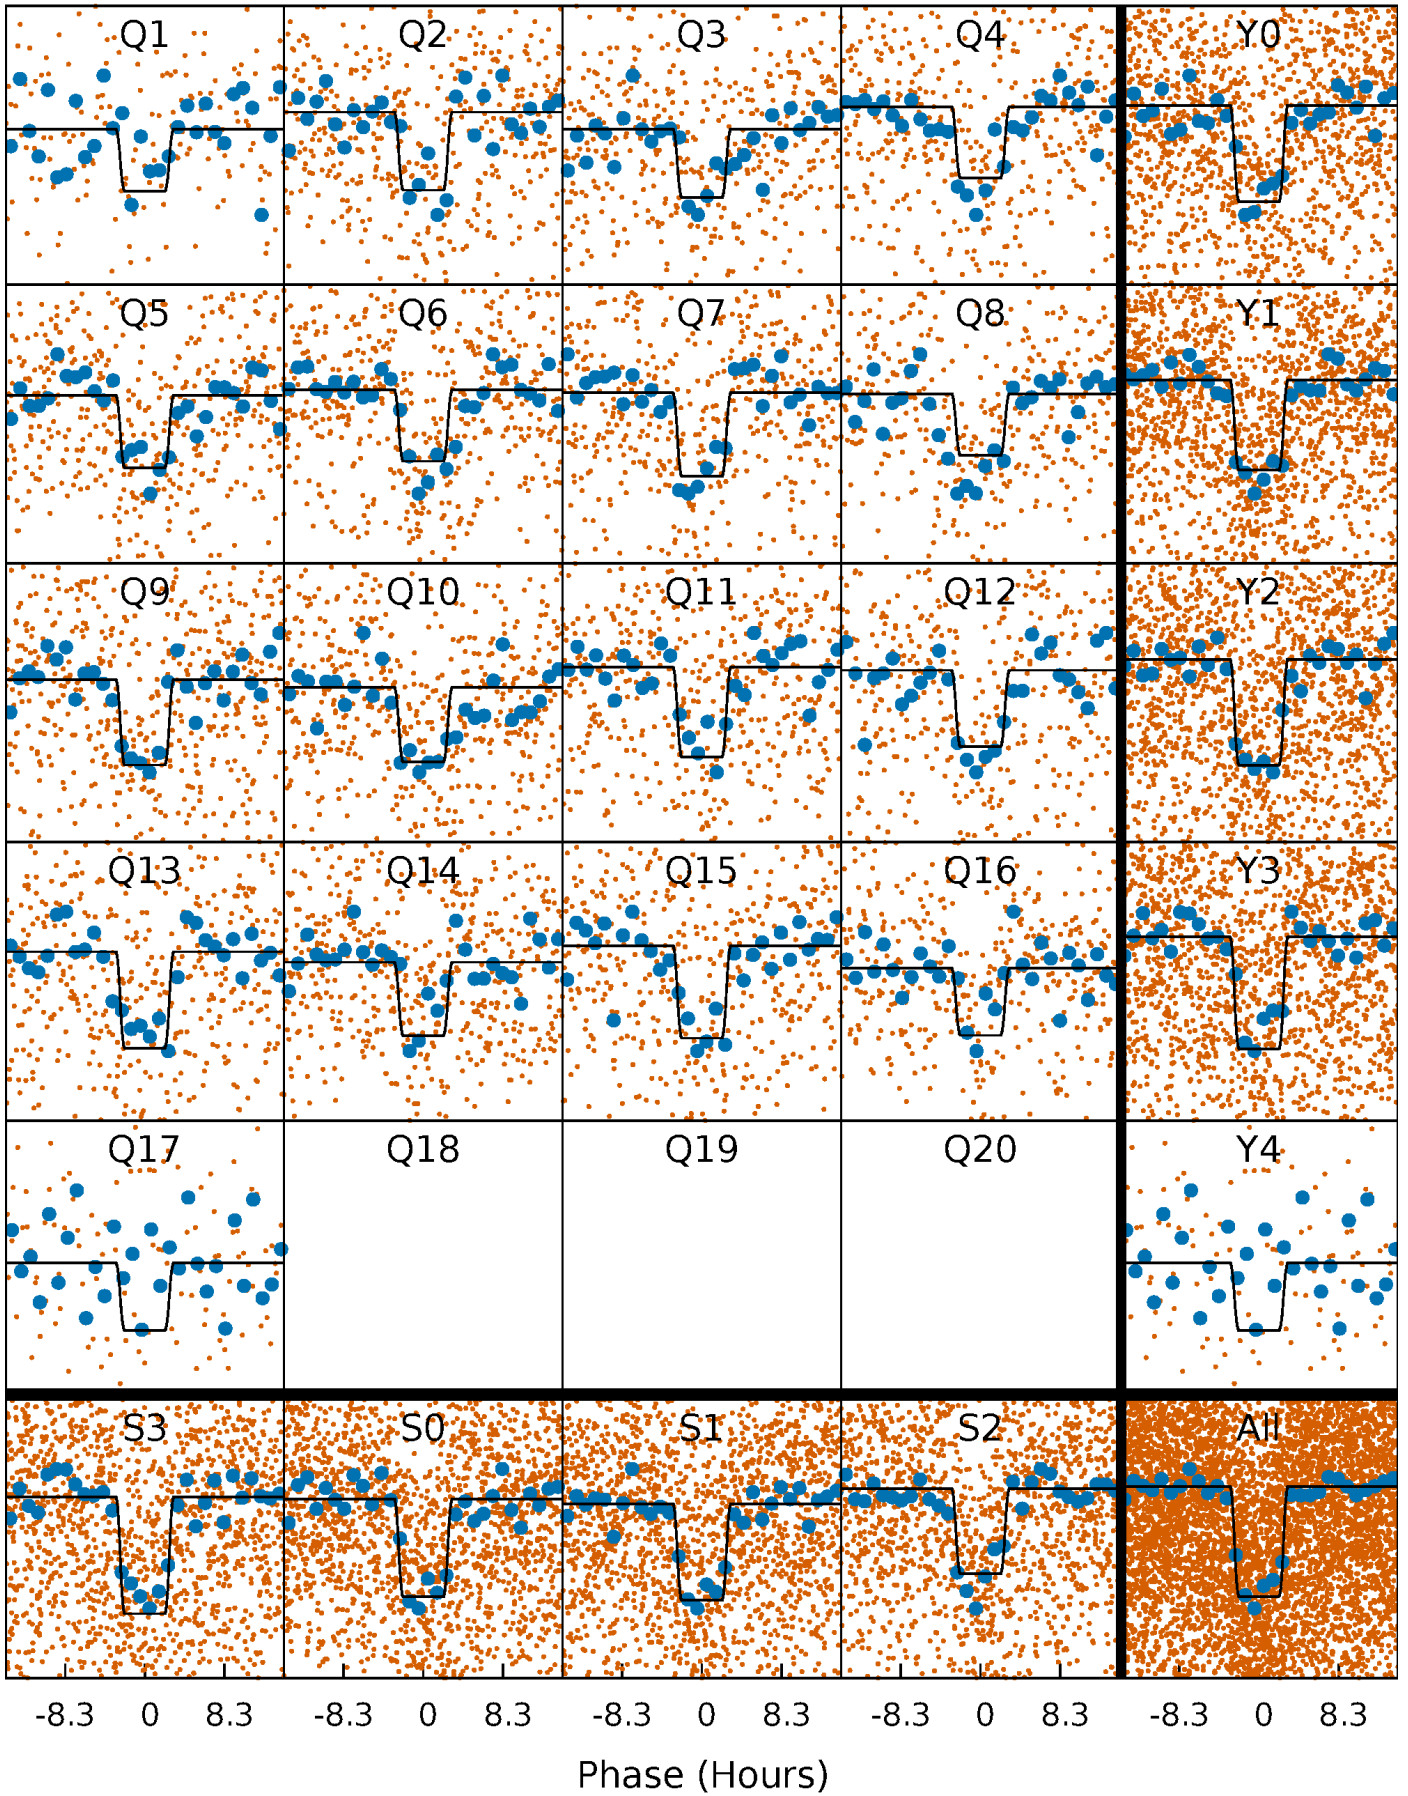 Q1 Q2 Q3 Q4 Y0
Q5 Q6 Q7 Q8 Y1
Q9 Q10 Q11 Q12 Y2
Q13 Q14 Q15 Q16 Y3
Q17 Q18 Q19 Q20 Y4
S3 S0 S1 S2 All
-8.3 0 8.3 -8.3 0 8.3 -8.3 0 8.3 -8.3 0 8.3 -8.3 0 8.3
Phase (Hours)